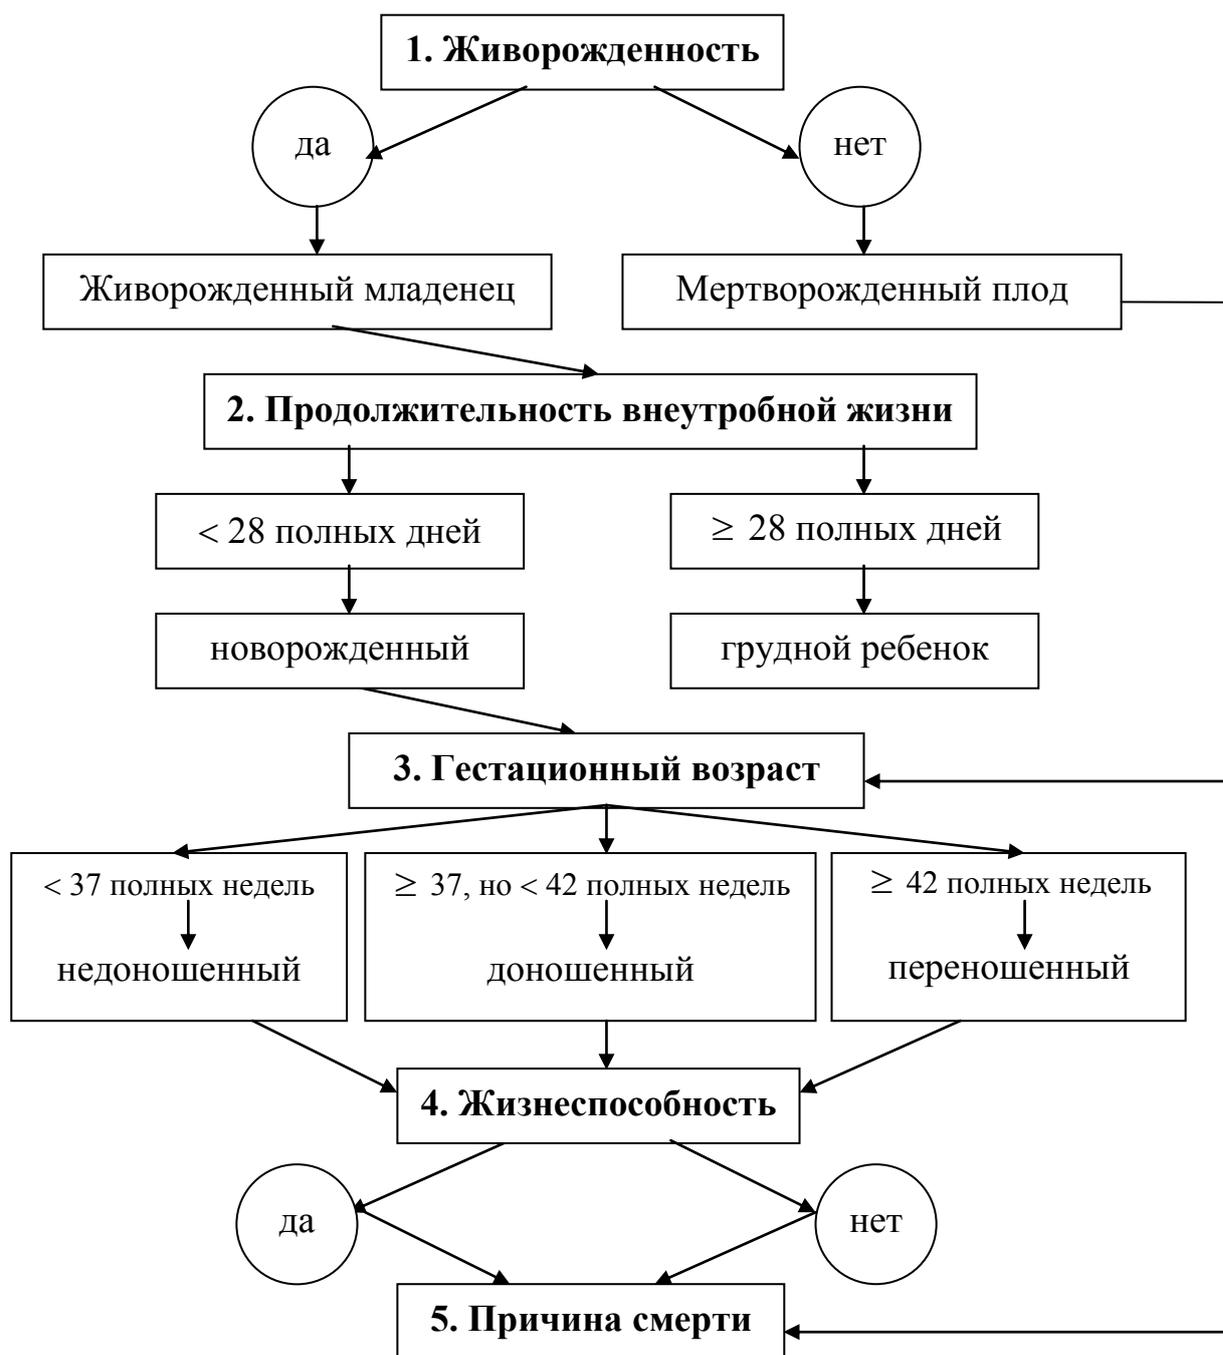 1. Живорожденность
да
нет
Живорожденный младенец
Мертворожденный плод
2. Продолжительность внеутробной жизни
< 28 полных дней
≥ 28 полных дней
новорожденный
грудной ребенок
3. Гестационный возраст
< 37 полных недель
≥ 37, но < 42 полных недель
≥ 42 полных недель
недоношенный
доношенный
переношенный
4. Жизнеспособность
да
нет
5. Причина смерти